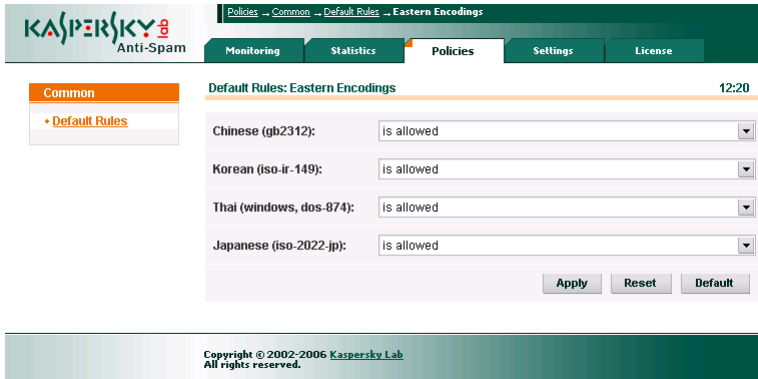 Policies → Common → Default Rules → Eastern Encodings
KASPERSKY lab
Anti-Spam
Monitoring Statistics Policies Settings License
Common
Default Rules: Eastern Encodings 12:20
• Default Rules
Chinese (gb2312): is allowed
Korean (iso-ir-149): is allowed
Thai (windows, dos-874): is allowed
Japanese (iso-2022-jp): is allowed
Apply Reset Default
Copyright © 2002-2006 Kaspersky Lab
All rights reserved.